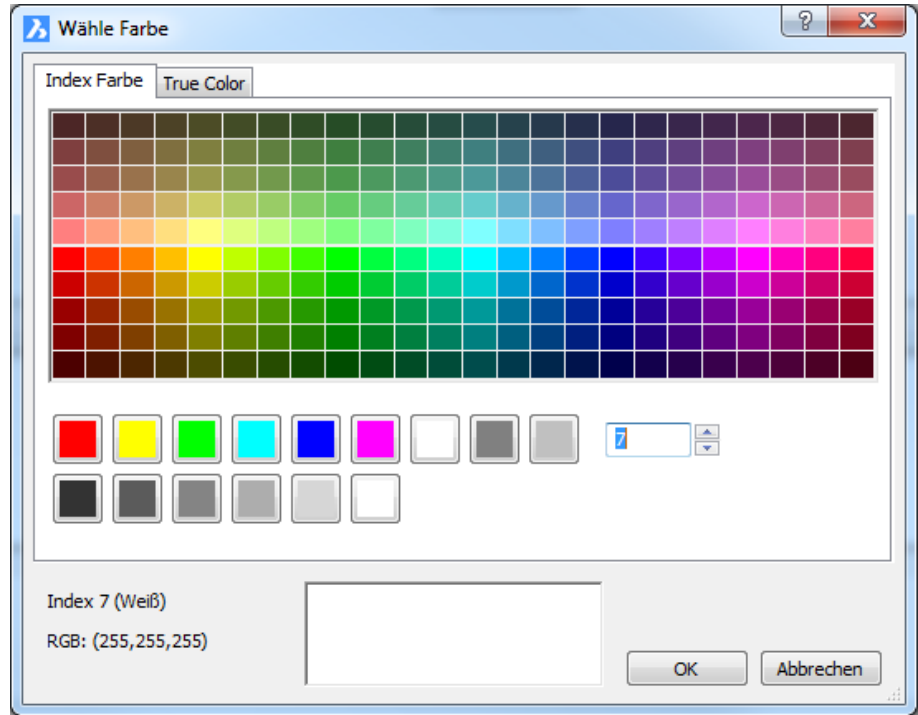 Wähle Farbe
Index Farbe
True Color
7
Index 7 (Weiß)
RGB: (255,255,255)
OK
Abbrechen